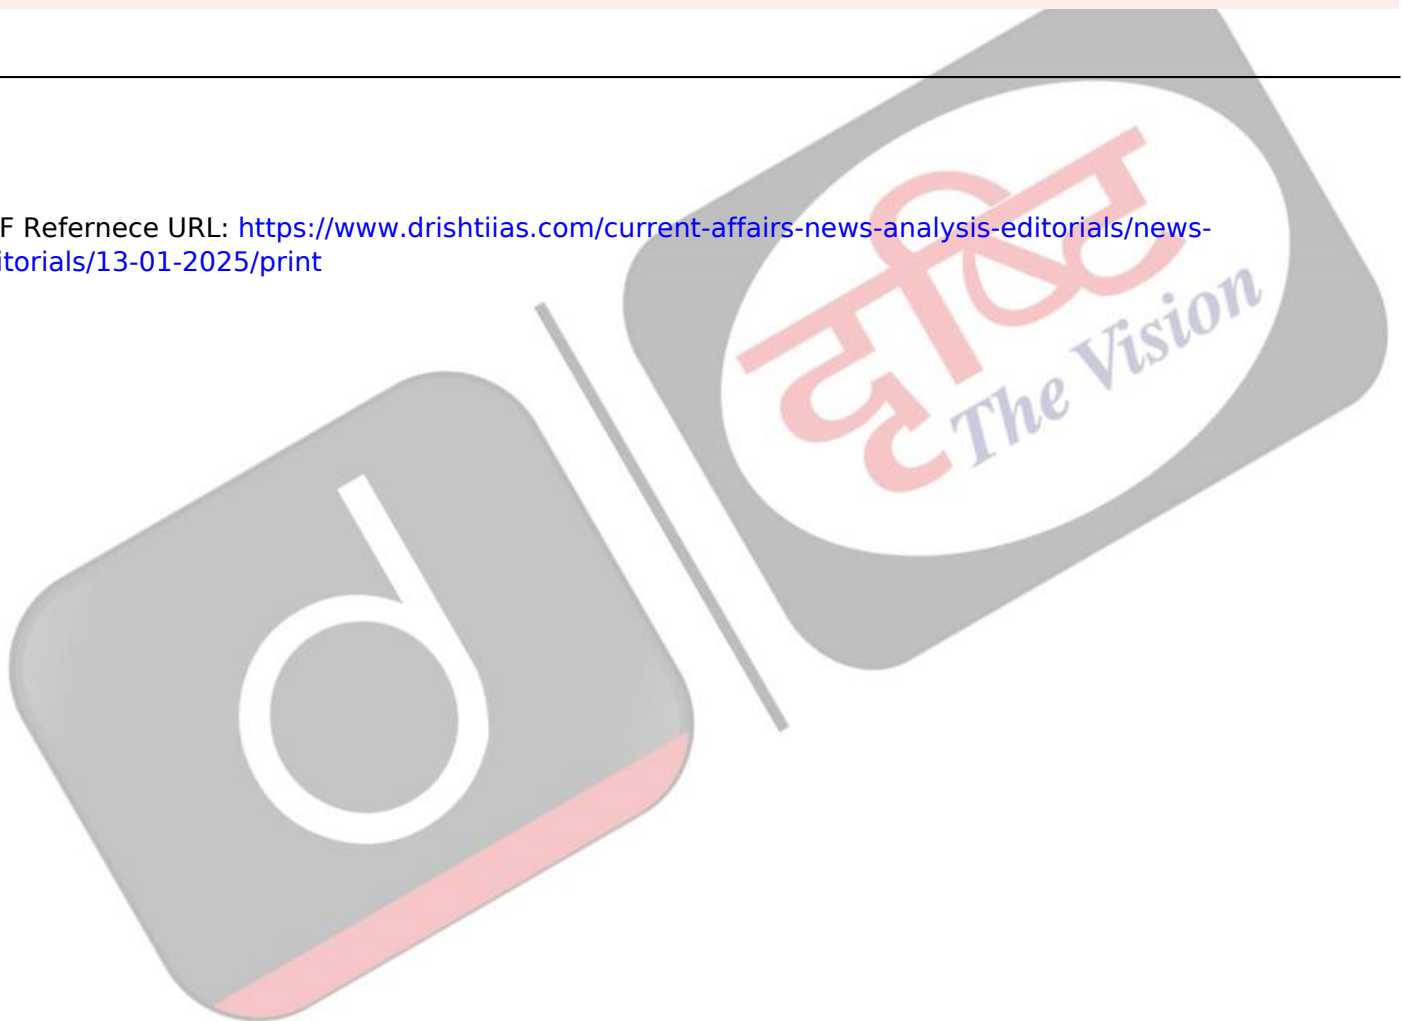 F Refernece URL: https://www.drishtiias.com/current-affairs-news-analysis-editorials/news-
itorials/13-01-2025/print
दृष्टि
The Vision
d